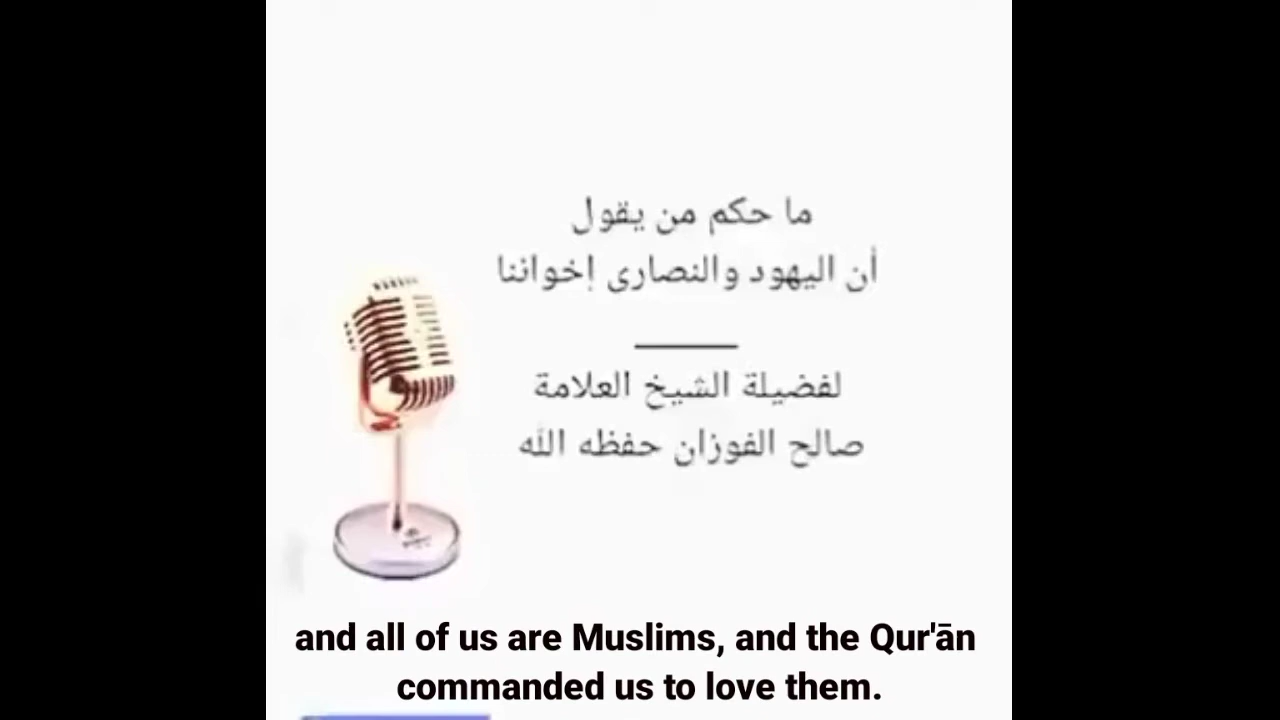 ما حكم من يقول
أن اليهود والنصارى إخواننا
لفضيلة الشيخ العلامة
صالح الفوزان حفظه الله
and all of us are Muslims, and the Qur'ān
commanded us to love them.